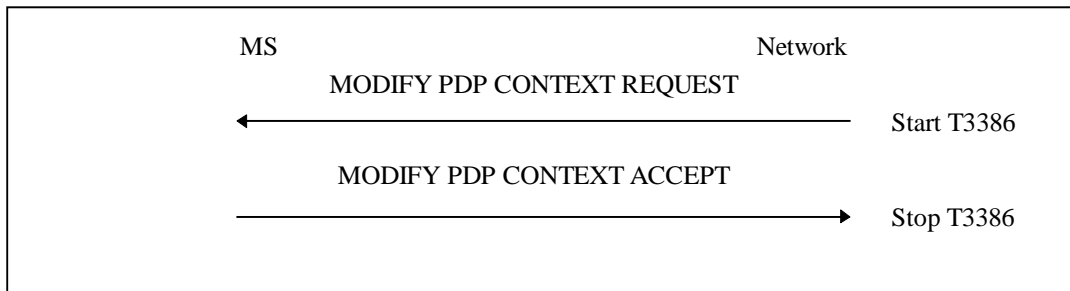 MS Network
MODIFY PDP CONTEXT REQUEST
Start T3386
MODIFY PDP CONTEXT ACCEPT
Stop T3386